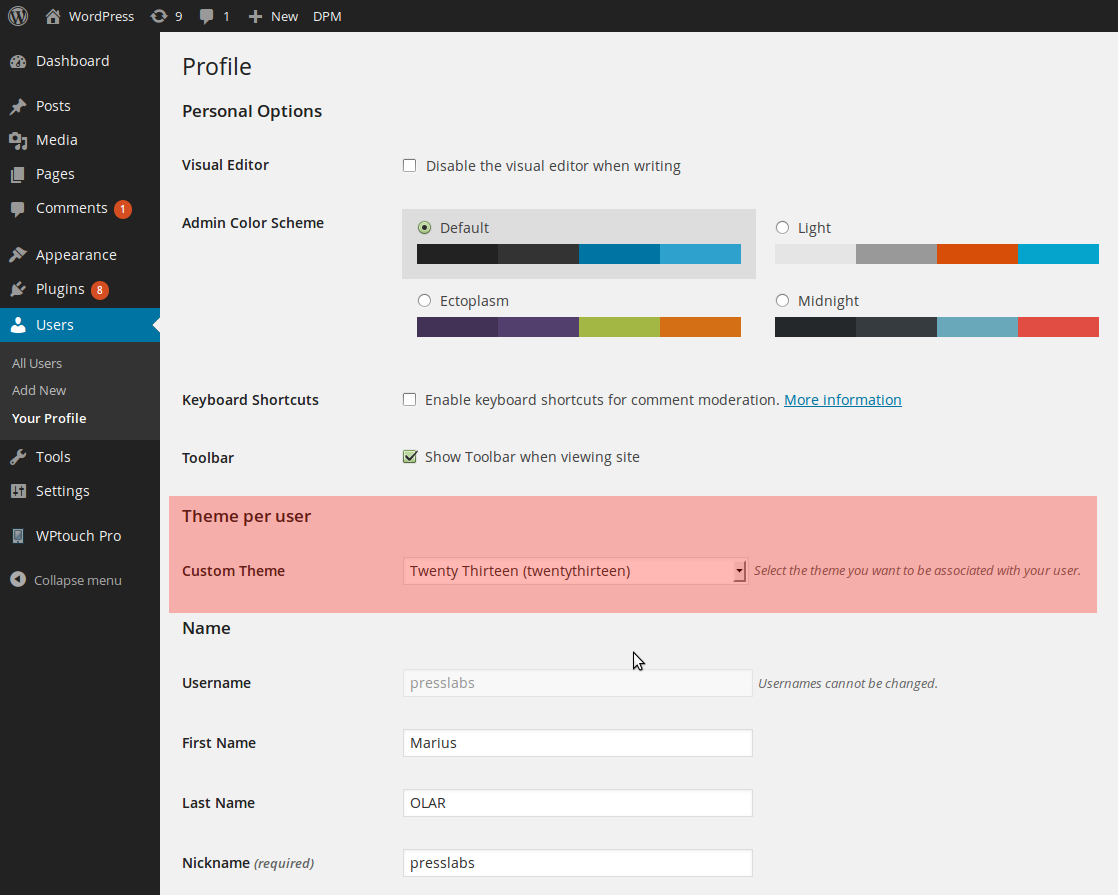 WordPress 9 1 New DPM
Dashboard
Posts
Media
Pages
Comments 1
Appearance
Plugins 8
Users
All Users
Add New
Your Profile
Tools
Settings
WPtouch Pro
Collapse menu
Profile
Personal Options
Visual Editor Disable the visual editor when writing
Admin Color Scheme Default Light
Ectoplasm Midnight
Keyboard Shortcuts Enable keyboard shortcuts for comment moderation. More information
Toolbar Show Toolbar when viewing site
Theme per user
Custom Theme Twenty Thirteen (twentythirteen) Select the theme you want to be associated with your user.
Name
Username presslabs Usernames cannot be changed.
First Name Marius
Last Name OLAR
Nickname (required) presslabs